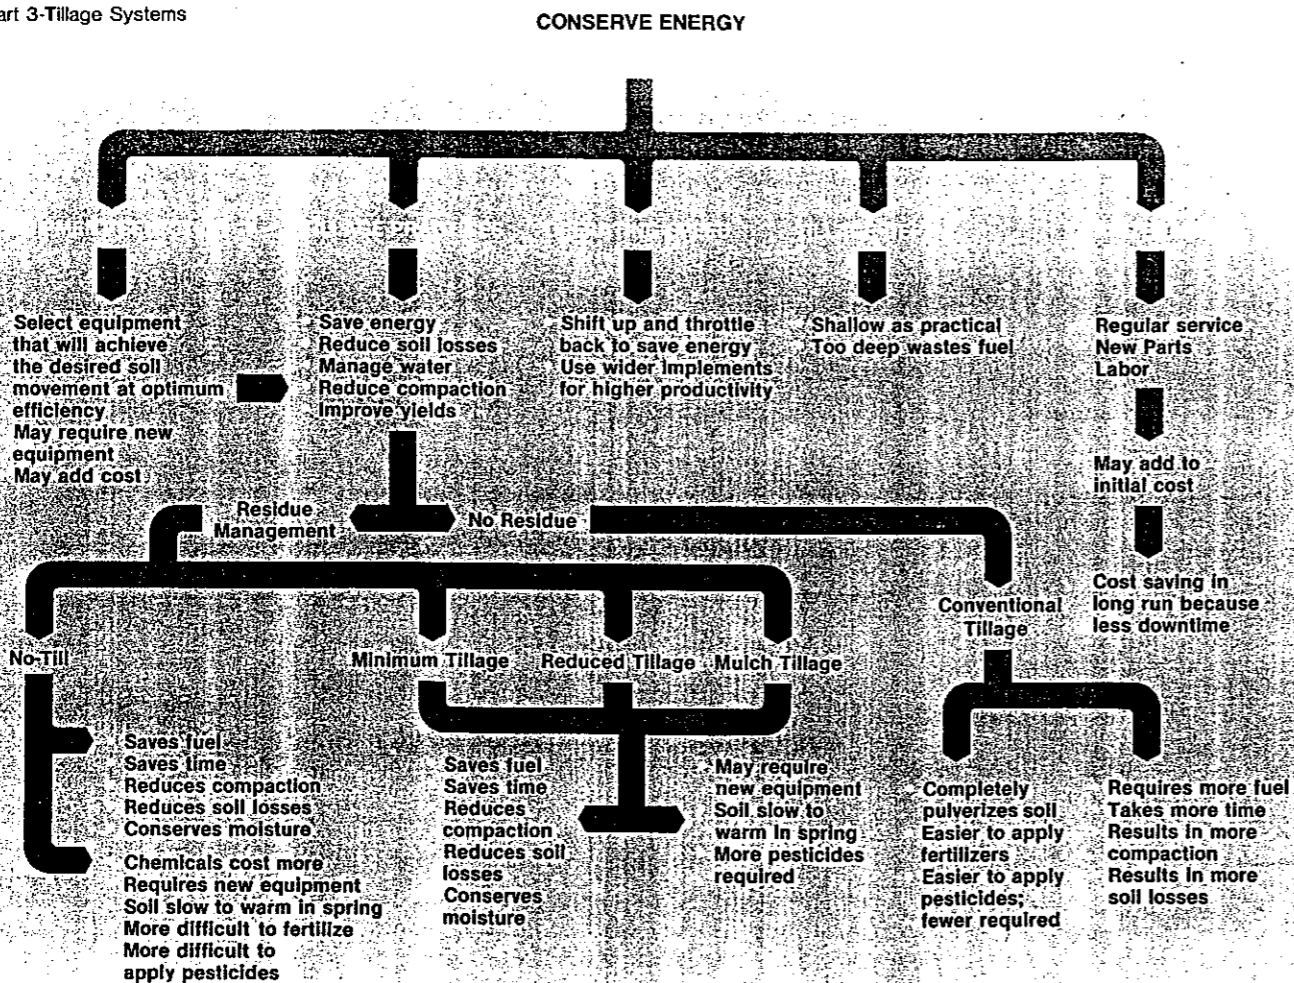 art 3-Tillage Systems
CONSERVE ENERGY
Select equipment
that will achieve
the desired soil
movement at optimum
efficiency
May require new
equipment
May add cost
Save energy
Reduce soil losses
Manage water
Reduce compaction
Improve yields
Shift up and throttle
back to save energy
Use wider Implements
for higher productivity
Shallow as practical
Too deep wastes fuel
Regular service
New Parts
Labor
May add to
initial cost
Cost saving in
long run because
less downtime
Residue
Management
No Residue
Conventional
Tillage
No-Till
Minimum Tillage
Reduced Tillage
Mulch Tillage
Saves fuel
Saves time
Reduces compaction
Reduces soil losses
Conserves moisture
Chemicals cost more
Requires new equipment
Soil slow to warm in spring
More difficult to fertilize
More difficult to
apply pesticides
Saves fuel
Saves time
Reduces
compaction
Reduces soil
losses
Conserves
moisture
May require
new equipment
Soil slow to
warm in spring
More pesticides
required
Completely
pulverizes soil
Easier to apply
fertilizers
Easier to apply
pesticides;
fewer required
Requires more fuel
Takes more time
Results in more
compaction
Results in more
soil losses